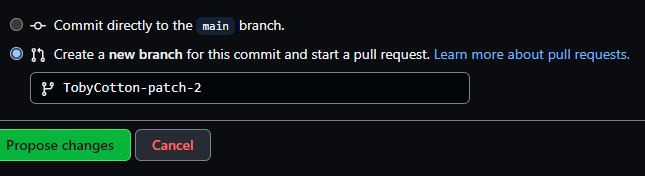 Commit directly to the main branch.
Create a new branch for this commit and start a pull request. Learn more about pull requests.
TobyCotton-patch-2
Propose changes Cancel